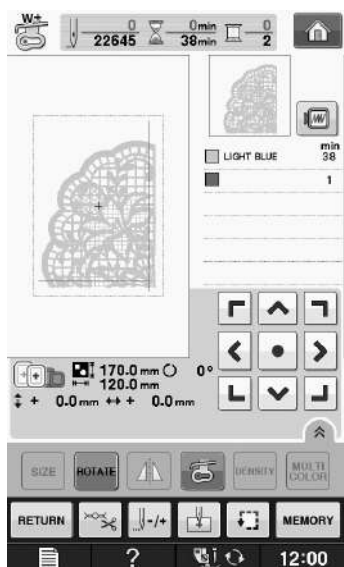 W+ 0 0min 0
22645 38min 2
min
LIGHT BLUE 38
1
170.0 mm 0°
120.0 mm
+ 0.0 mm + 0.0 mm
SIZE ROTATE DENSITY MULTI COLOR
RETURN -/+ MEMORY
? 12:00